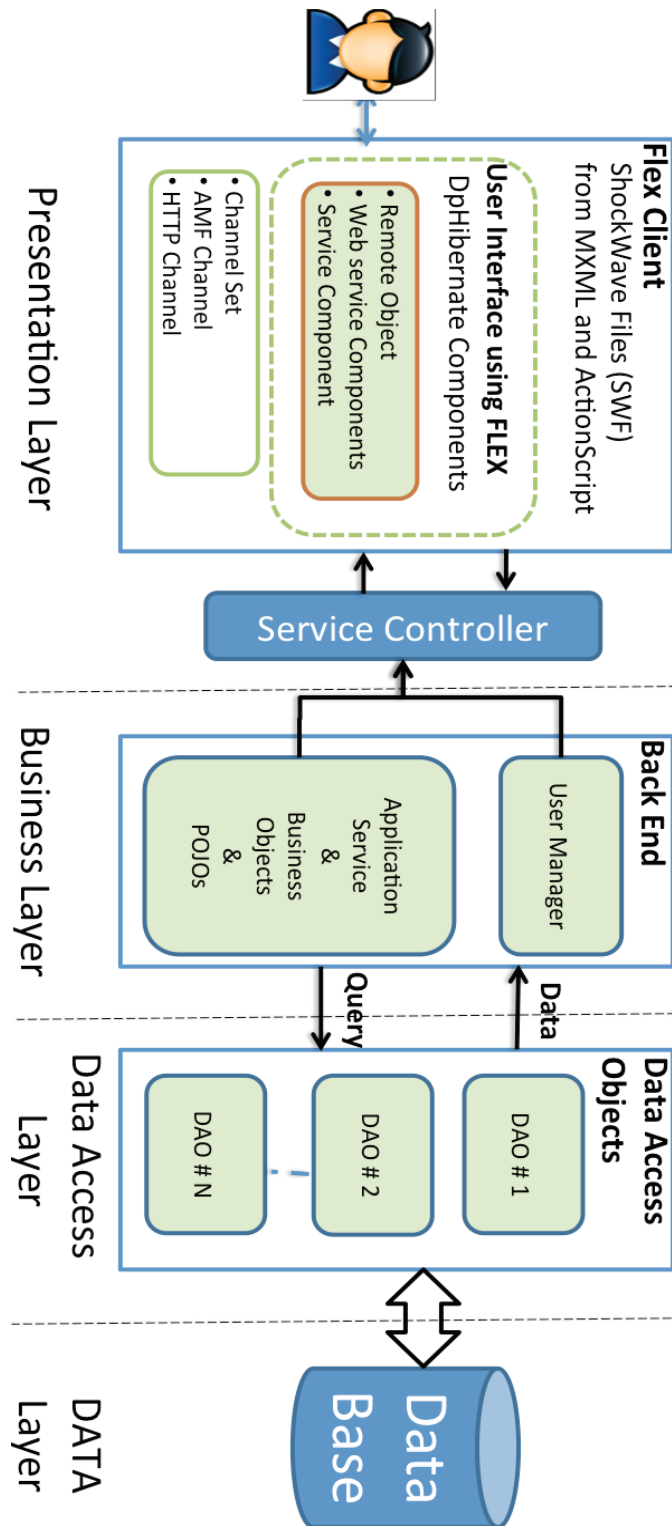 Flex Client
ShockWave Files (SWF)
from MXML and ActionScript
User Interface using FLEX
DpHibernate Components
• Remote Object
• Web service Components
• Service Component
• Channel Set
• AMF Channel
• HTTP Channel
Presentation Layer
Service Controller
Back End
User Manager
Application
Service
&
Business
Objects
&
POJOs
Business Layer
Data
Query
Data Access
Objects
DAO # 1
DAO # 2
DAO # N
Data Access
Layer
Data
Base
DATA
Layer